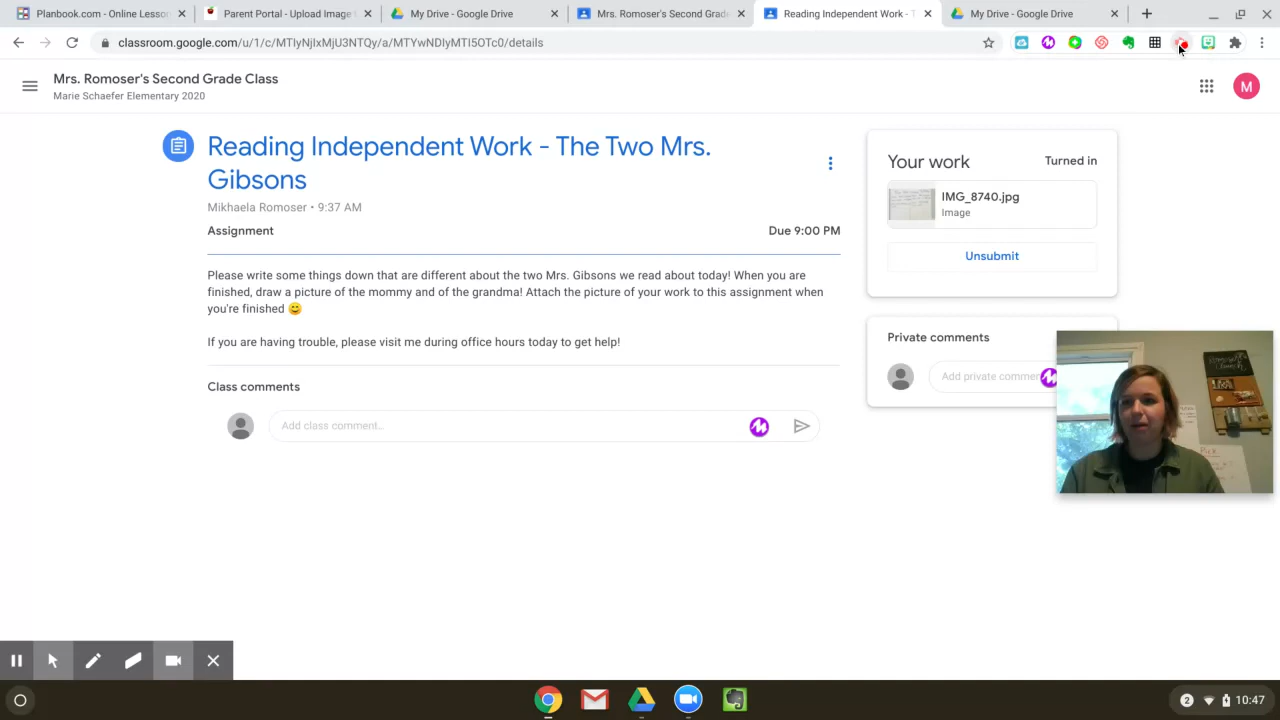 Planbook.com - Online Lesson
Parent Portal - Upload Image
My Drive - Google Drive
Mrs. Romoser's Second Grade
Reading Independent Work - T
My Drive - Google Drive
classroom.google.com/u/1/c/MTIyNjIxMjU3NTQy/a/MTYwNDIyMTI5OTc0/details
Mrs. Romoser's Second Grade Class
Marie Schaefer Elementary 2020
M
Reading Independent Work - The Two Mrs.
Gibsons
Mikhaela Romoser • 9:37 AM
Assignment
Due 9:00 PM
Please write some things down that are different about the two Mrs. Gibsons we read about today! When you are
finished, draw a picture of the mommy and of the grandma! Attach the picture of your work to this assignment when
you're finished 😀
If you are having trouble, please visit me during office hours today to get help!
Class comments
Add class comment...
Your work
Turned in
IMG_8740.jpg
Image
Unsubmit
Private comments
Add private commen
2
10:47